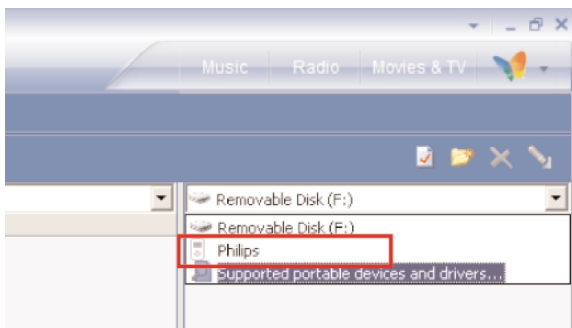 Music Radio Movies & TV
Removable Disk (F:)
Removable Disk (F:)
Philips
Supported portable devices and drivers...